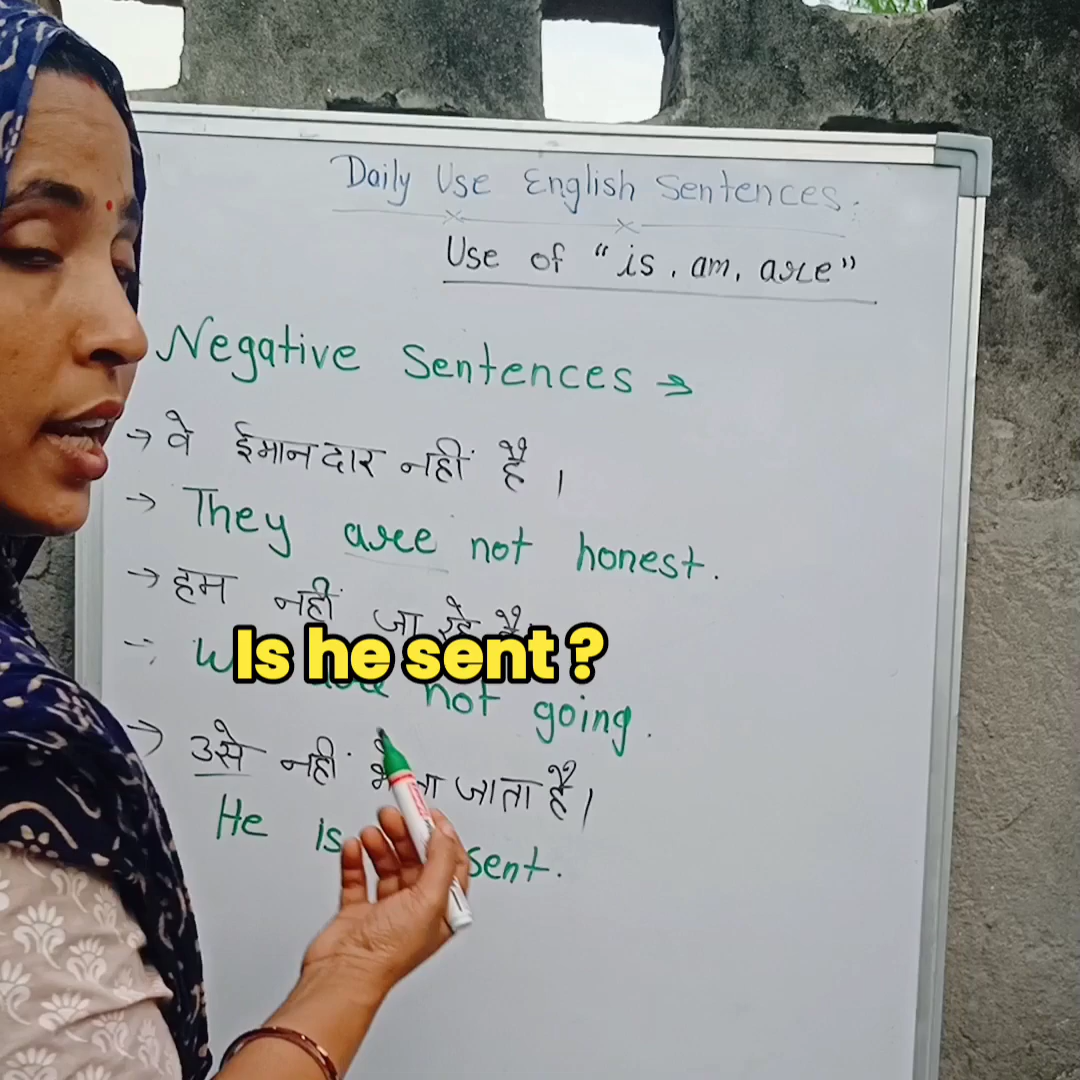 Daily Use English Sentences.
Use of "is, am, are"
Negative Sentences →
→ वे ईमानदार नहीं हैं ।
→ They are not honest.
→ हम नहीं जा रहे हैं
Is he sent ?
not going.
→ उसे नहीं जाता है ।
He is sent.